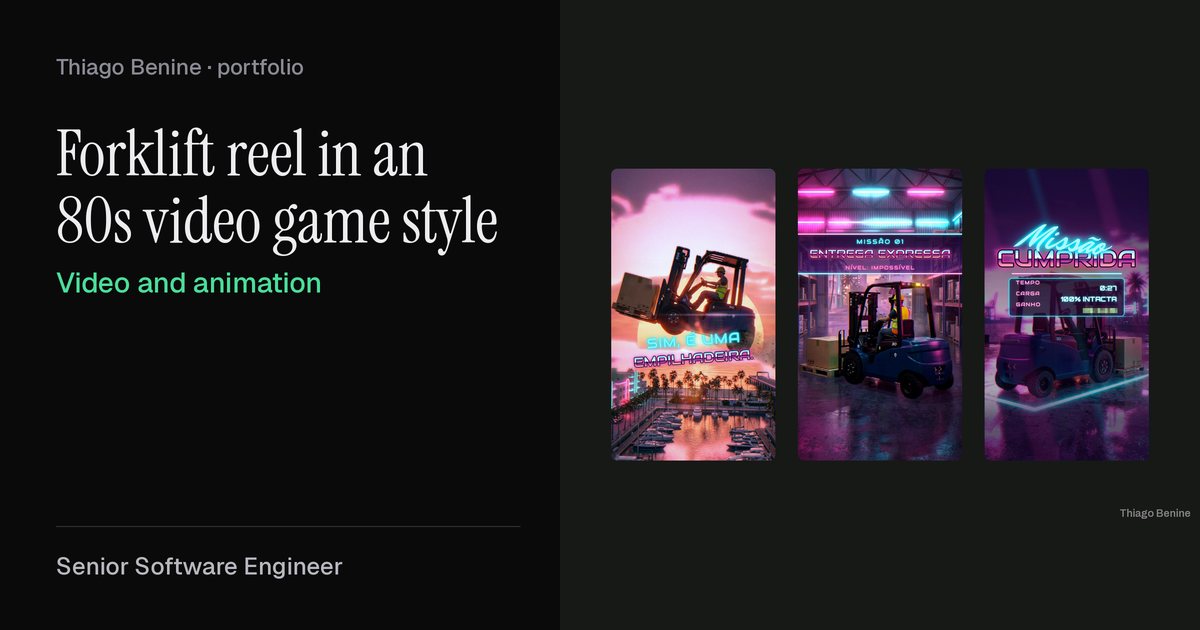 Thiago Benine · portfolio
Forklift reel in an
80s video game style
Video and animation
SIM, É UMA
EMPILHADEIRA.
MISSÃO 01
ENTREGA EXPRESSA
NÍVEL: IMPOSSÍVEL
Missão
CUMPRIDA
TEMPO 0:27
CARGA 100% INTACTA
GANHO
Thiago Benine
Senior Software Engineer